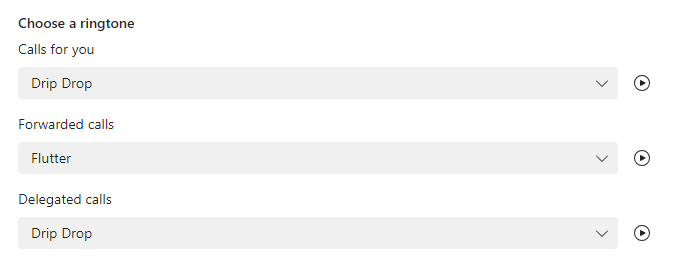 Choose a ringtone
Calls for you
Drip Drop
Forwarded calls
Flutter
Delegated calls
Drip Drop